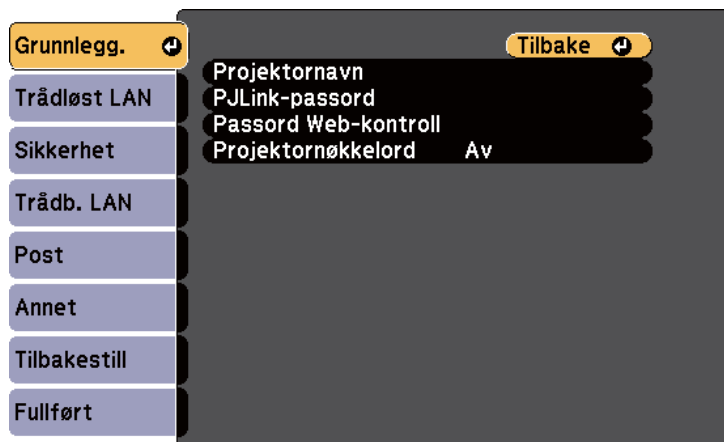 Grunnlegg.
Trådløst LAN
Sikkerhet
Trådb. LAN
Post
Annet
Tilbakestill
Fullført
Tilbake
Projektornavn
PJLink-passord
Passord Web-kontroll
Projektornøkkelord Av